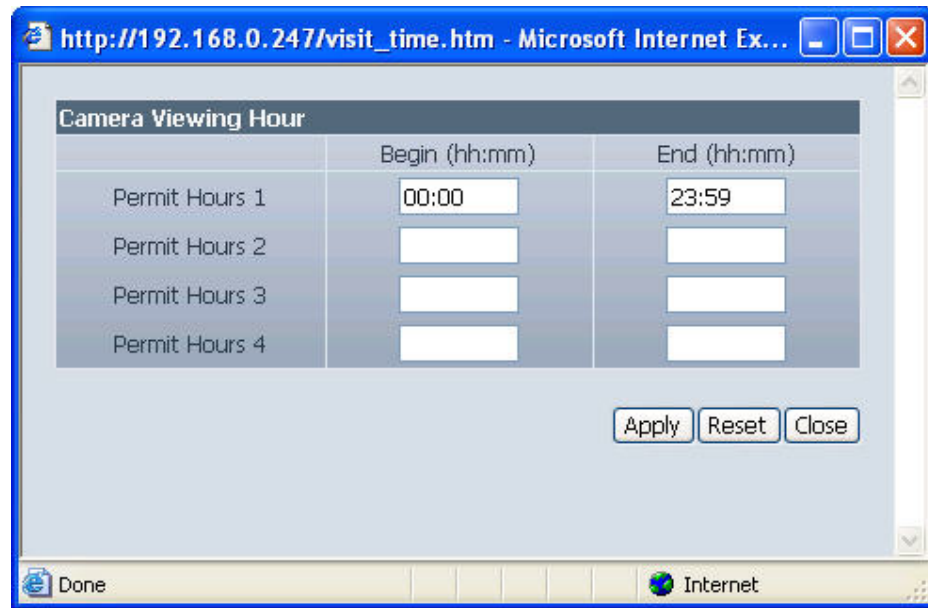 http://192.168.0.247/visit_time.htm - Microsoft Internet Ex...
Camera Viewing Hour
Begin (hh:mm) End (hh:mm)
Permit Hours 1 00:00 23:59
Permit Hours 2
Permit Hours 3
Permit Hours 4
Apply Reset Close
Done Internet